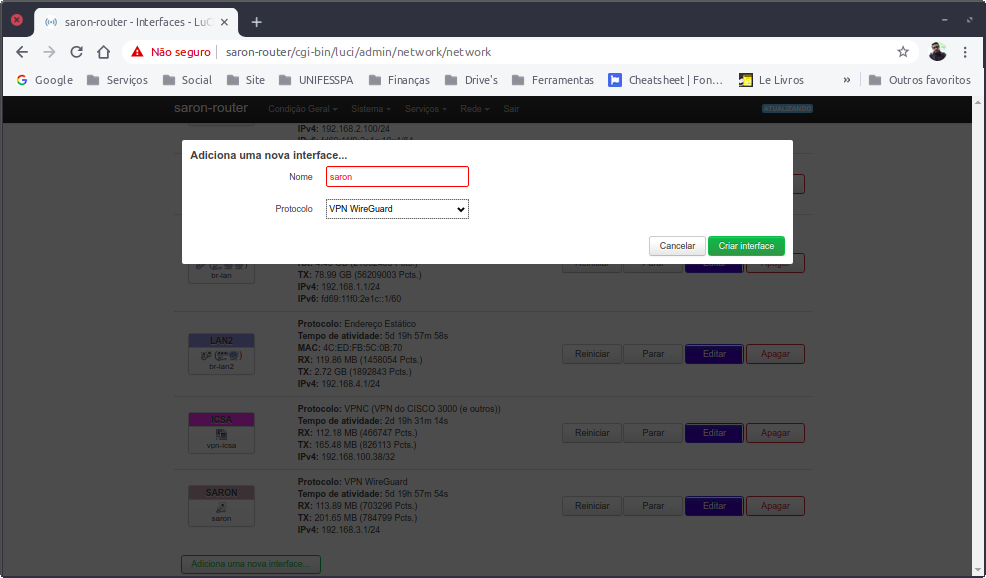 saron-router - Interfaces - LuC
Não seguro saron-router/cgi-bin/luci/admin/network/network
Google Serviços Social Site UNIFESSPA Finanças Drive's Ferramentas Cheatsheet | Fon… Le Livros » Outros favoritos
saron-router Condição Geral Sistema Serviços Rede Sair ATUALIZANDO
IPv4: 192.168.2.100/24
Adiciona uma nova interface...
Nome saron
Protocolo VPN WireGuard
Cancelar Criar interface
br-lan
TX: 78.99 GB (56209003 Pcts.)
IPv4: 192.168.1.1/24
IPv6: fd69:11f0:2e1c::1/60
Reiniciar Parar Editar Apagar
LAN2
br-lan2
Protocolo: Endereço Estático
Tempo de atividade: 5d 19h 57m 58s
MAC: 4C:ED:FB:5C:0B:70
RX: 119.86 MB (1458054 Pcts.)
TX: 2.72 GB (1892843 Pcts.)
IPv4: 192.168.4.1/24
Reiniciar Parar Editar Apagar
ICSA
vpn-icsa
Protocolo: VPNC (VPN do CISCO 3000 (e outros))
Tempo de atividade: 2d 19h 31m 14s
RX: 112.18 MB (466747 Pcts.)
TX: 165.48 MB (826113 Pcts.)
IPv4: 192.168.100.38/32
Reiniciar Parar Editar Apagar
SARON
saron
Protocolo: VPN WireGuard
Tempo de atividade: 5d 19h 57m 54s
RX: 113.89 MB (703296 Pcts.)
TX: 201.65 MB (784799 Pcts.)
IPv4: 192.168.3.1/24
Reiniciar Parar Editar Apagar
Adiciona uma nova interface...